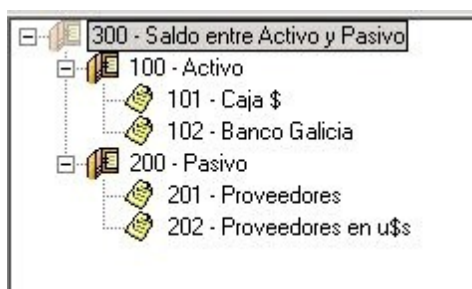 300 - Saldo entre Activo y Pasivo
100 - Activo
101 - Caja $
102 - Banco Galicia
200 - Pasivo
201 - Proveedores
202 - Proveedores en u$s